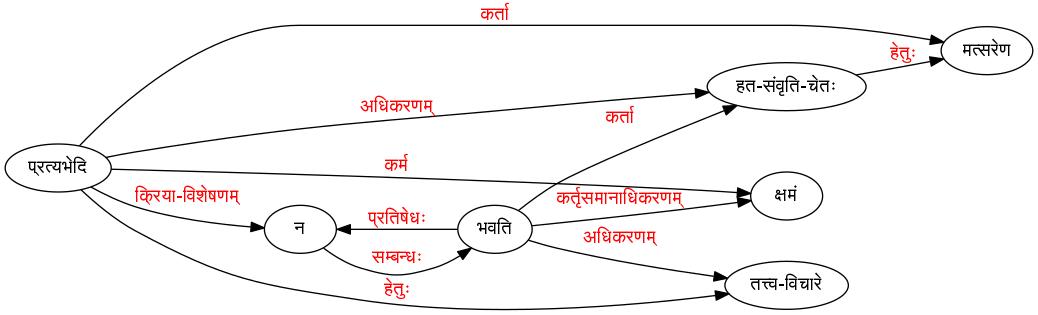 कर्ता
मत्सरेण
हेतुः
हत-संवृति-चेतः
अधिकरणम्
कर्ता
प्रत्यभेदि
कर्म
क्षमं
कर्तृसमानाधिकरणम्
क्रिया-विशेषणम्
प्रतिषेधः
न
भवति
अधिकरणम्
सम्बन्धः
हेतुः
तत्त्व-विचारे